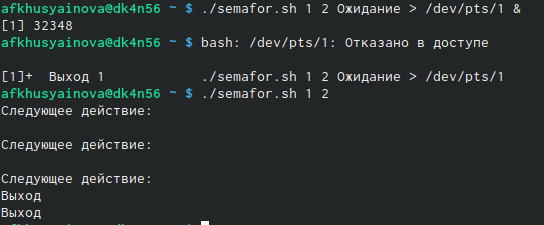 afkhusyainova@dk4n56 ~ $ ./semafor.sh 1 2 Ожидание > /dev/pts/1 &
[1] 32348
afkhusyainova@dk4n56 ~ $ bash: /dev/pts/1: Отказано в доступе
[1]+  Выход 1            ./semafor.sh 1 2 Ожидание > /dev/pts/1
afkhusyainova@dk4n56 ~ $ ./semafor.sh 1 2
Следующее действие:
Следующее действие:
Следующее действие:
Выход
Выход